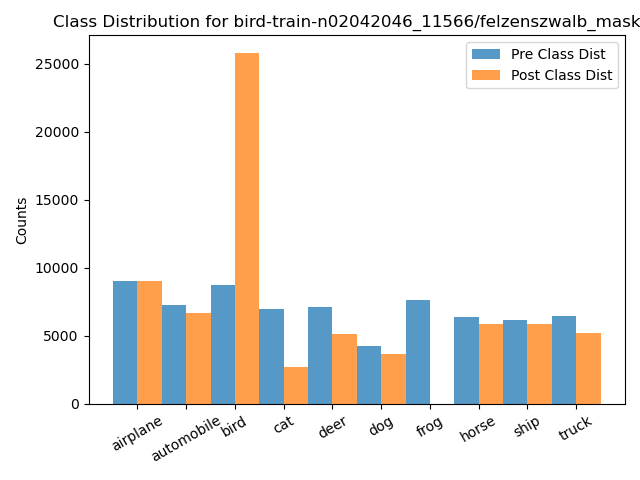 Class Distribution for bird-train-n02042046_11566/felzenszwalb_mask
Pre Class Dist
Post Class Dist
Counts
25000
20000
15000
10000
5000
0
airplane
automobile
bird
cat
deer
dog
frog
horse
ship
truck